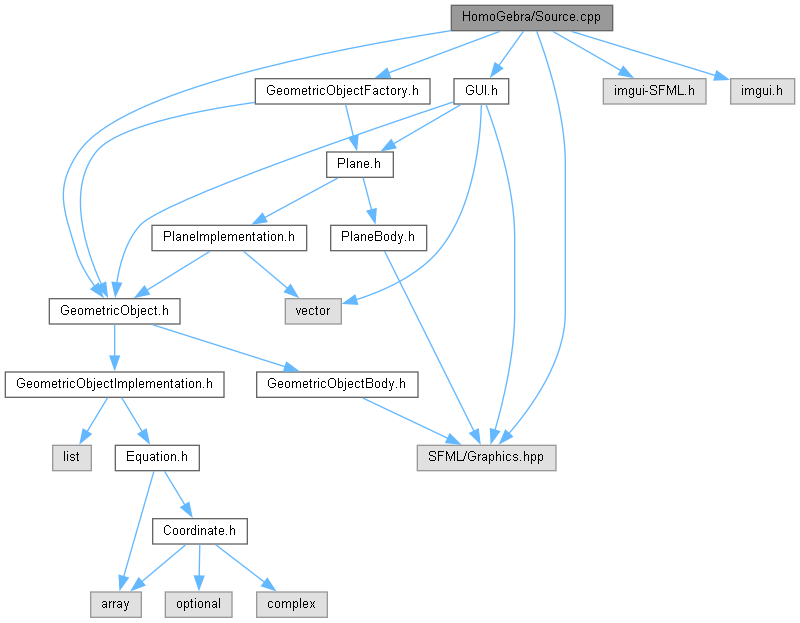 HomoGebra/Source.cpp
GeometricObjectFactory.h
GUI.h
imgui-SFML.h
imgui.h
Plane.h
PlaneImplementation.h
PlaneBody.h
GeometricObject.h
vector
GeometricObjectImplementation.h
GeometricObjectBody.h
list
Equation.h
SFML/Graphics.hpp
Coordinate.h
array
optional
complex